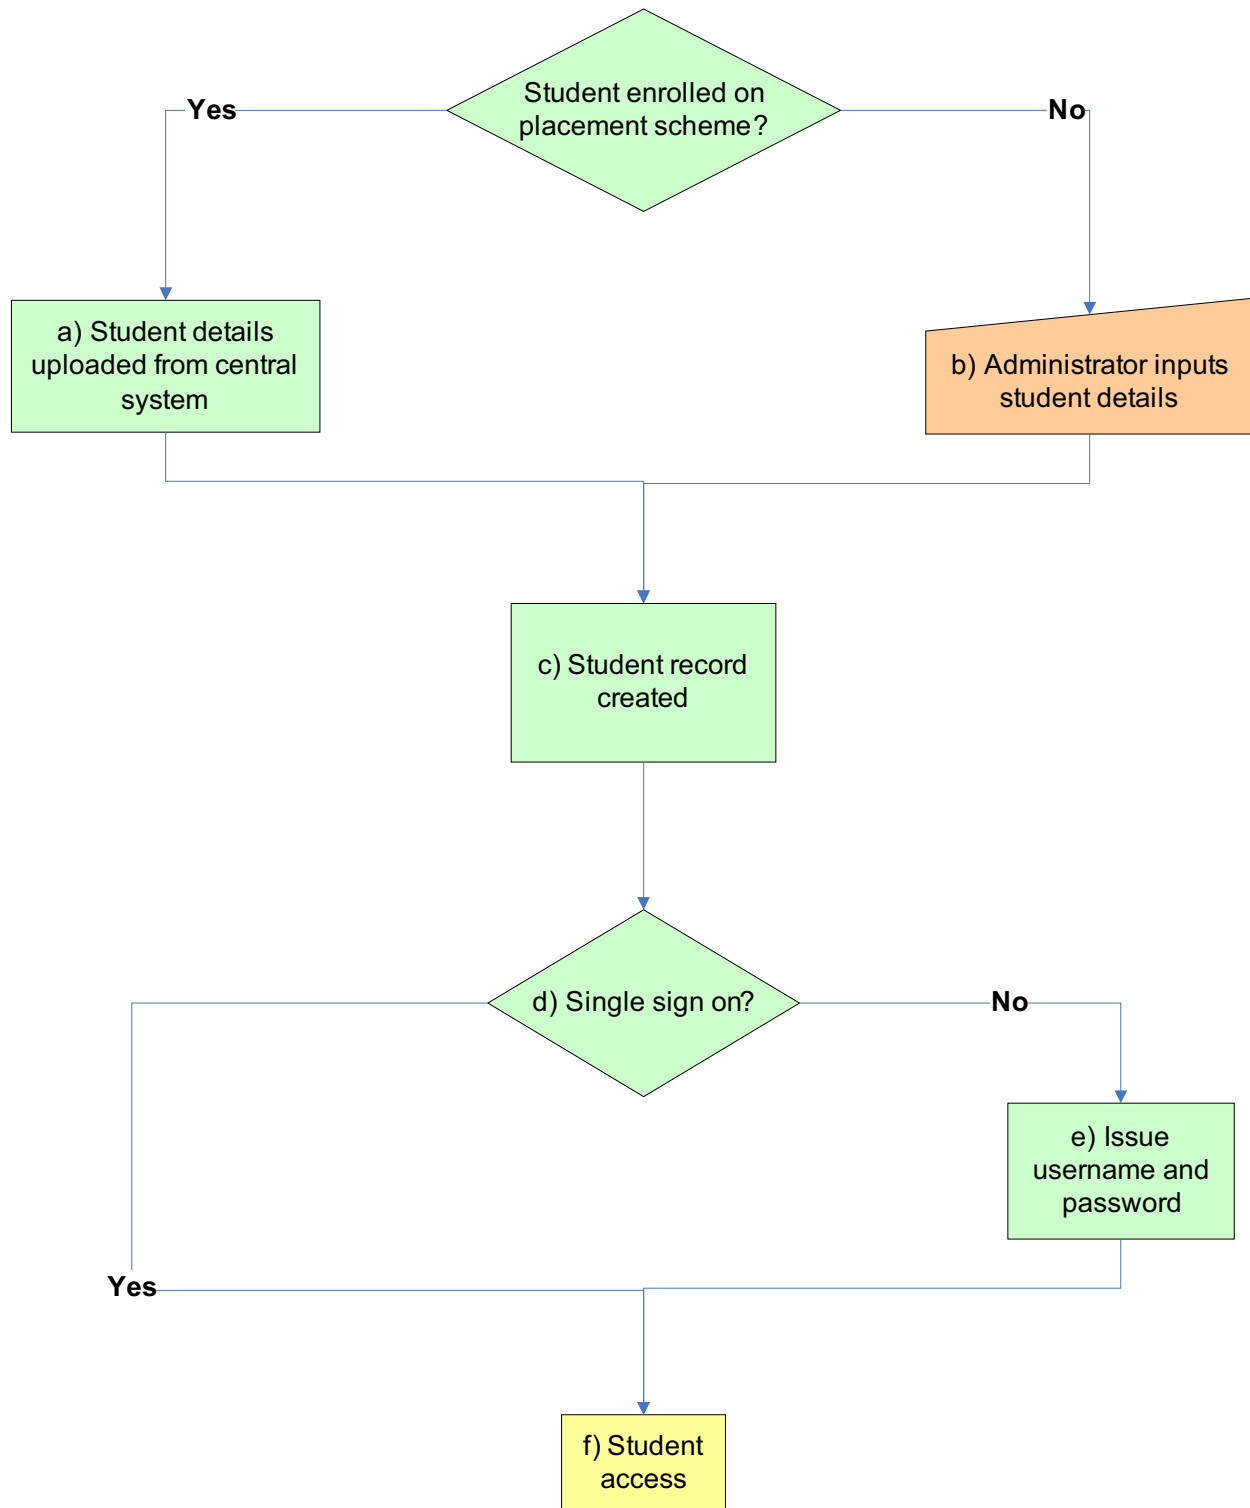 Student enrolled on
placement scheme?
Yes
No
a) Student details
uploaded from central
system
b) Administrator inputs
student details
c) Student record
created
d) Single sign on?
No
e) Issue
username and
password
Yes
f) Student
access